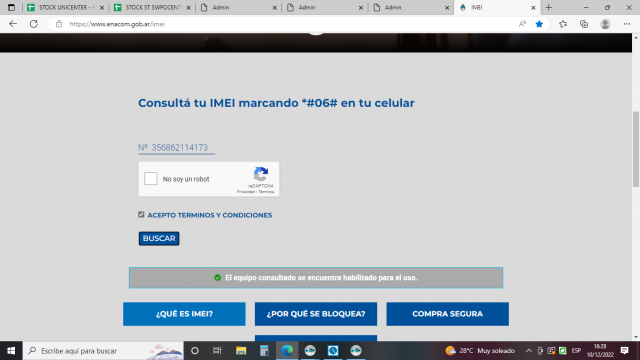 STOCK UNICENTER - H
STOCK ST SWPOCENT
Admin
Admin
Admin
IMEI
https://www.enacom.gob.ar/imei
Consultá tu IMEI marcando *#06# en tu celular
Nº 356862114173
No soy un robot
reCAPTCHA
Privacidad - Términos
ACEPTO TERMINOS Y CONDICIONES
BUSCAR
El equipo consultado se encuentra habilitado para el uso.
¿QUÉ ES IMEI?
¿POR QUÉ SE BLOQUEA?
COMPRA SEGURA
Escribe aquí para buscar
28°C Muy soleado
ESP
16:28
10/12/2022